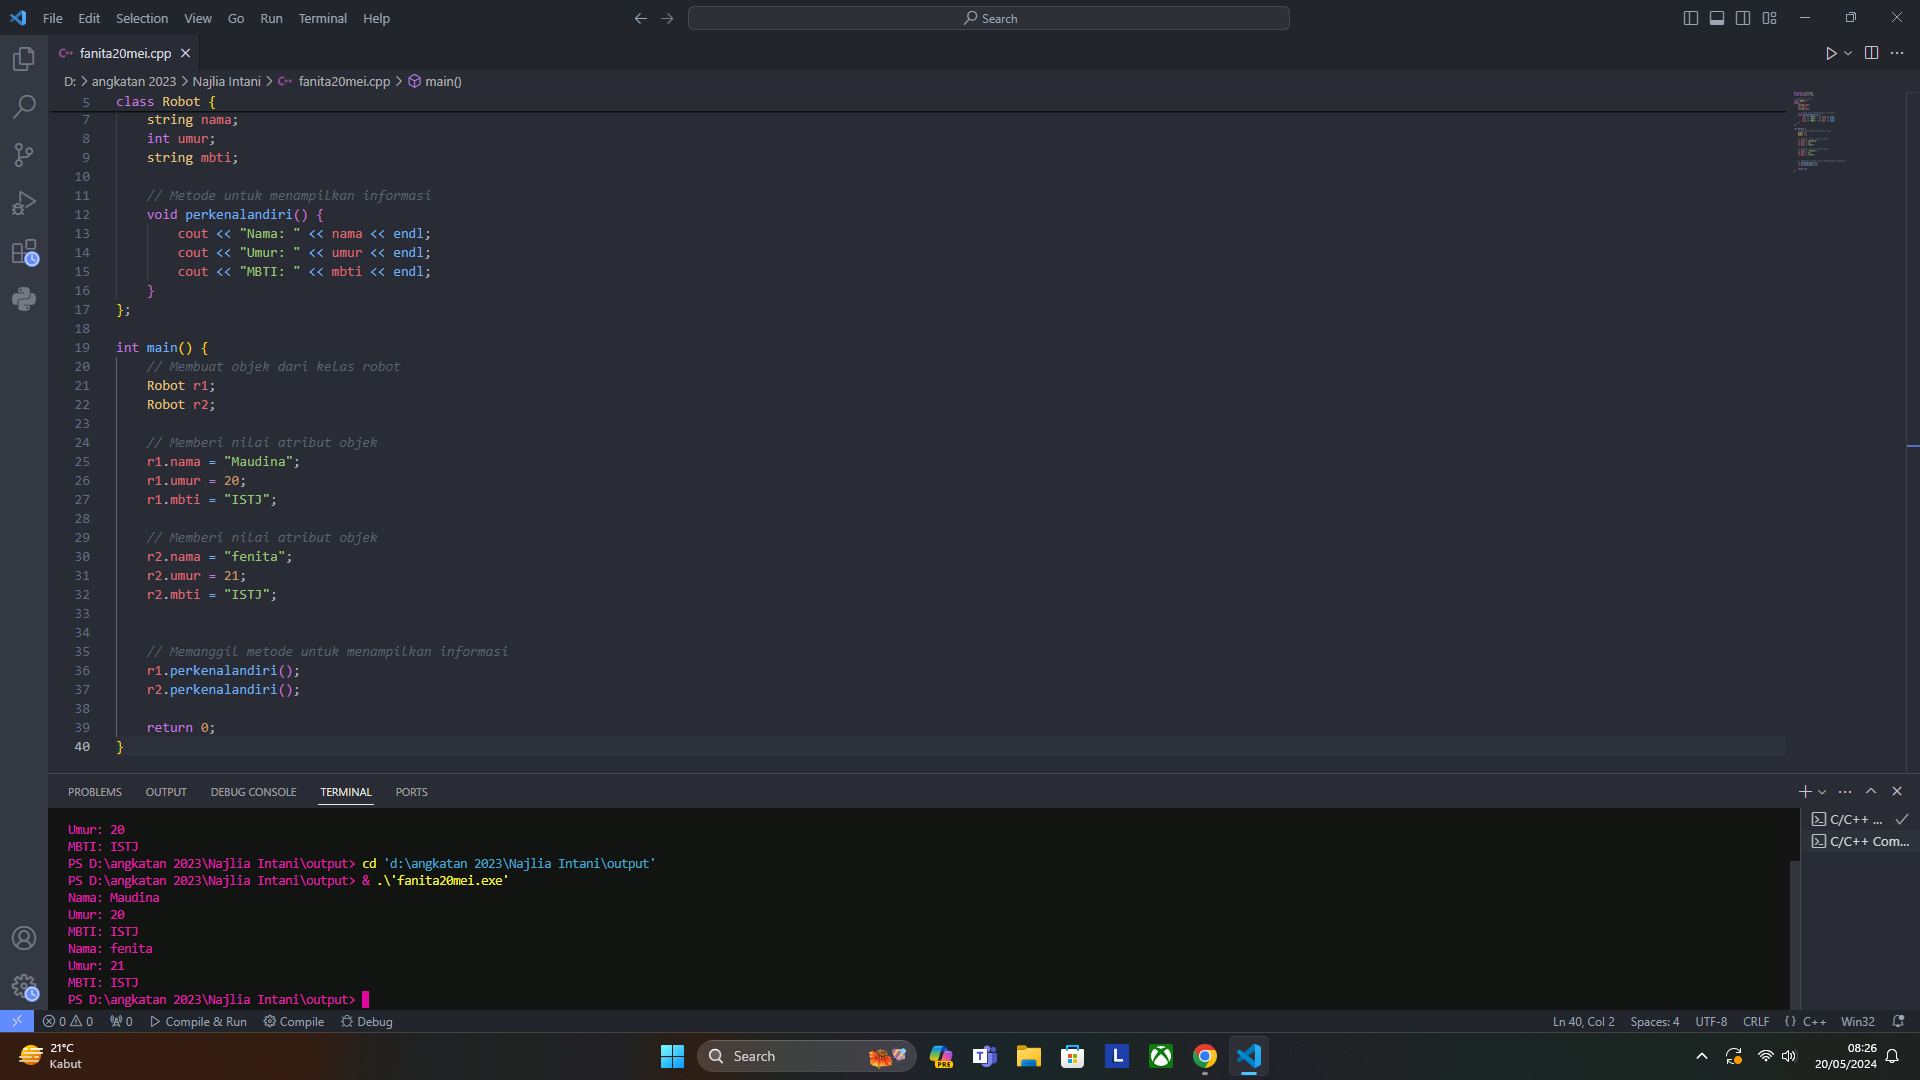 File Edit Selection View Go Run Terminal Help
Search
fanita20mei.cpp
D: > angkatan 2023 > Najlia Intani > fanita20mei.cpp > main()
5 class Robot {
7 string nama;
8 int umur;
9 string mbti;
10
11 // Metode untuk menampilkan informasi
12 void perkenalandiri() {
13 cout << "Nama: " << nama << endl;
14 cout << "Umur: " << umur << endl;
15 cout << "MBTI: " << mbti << endl;
16 }
17 };
18
19 int main() {
20 // Membuat objek dari kelas robot
21 Robot r1;
22 Robot r2;
23
24 // Memberi nilai atribut objek
25 r1.nama = "Maudina";
26 r1.umur = 20;
27 r1.mbti = "ISTJ";
28
29 // Memberi nilai atribut objek
30 r2.nama = "fenita";
31 r2.umur = 21;
32 r2.mbti = "ISTJ";
33
34
35 // Memanggil metode untuk menampilkan informasi
36 r1.perkenalandiri();
37 r2.perkenalandiri();
38
39 return 0;
40 }
PROBLEMS OUTPUT DEBUG CONSOLE TERMINAL PORTS
Umur: 20
MBTI: ISTJ
PS D:\angkatan 2023\Najlia Intani\output> cd 'd:\angkatan 2023\Najlia Intani\output'
PS D:\angkatan 2023\Najlia Intani\output> & .\'fanita20mei.exe'
Nama: Maudina
Umur: 20
MBTI: ISTJ
Nama: fenita
Umur: 21
MBTI: ISTJ
PS D:\angkatan 2023\Najlia Intani\output>
C/C++ ...
C/C++ Com...
0 0 0 Compile & Run Compile Debug
Ln 40, Col 2 Spaces: 4 UTF-8 CRLF {} C++ Win32
21°C
Kabut
Search
PRE
L
08:26
20/05/2024